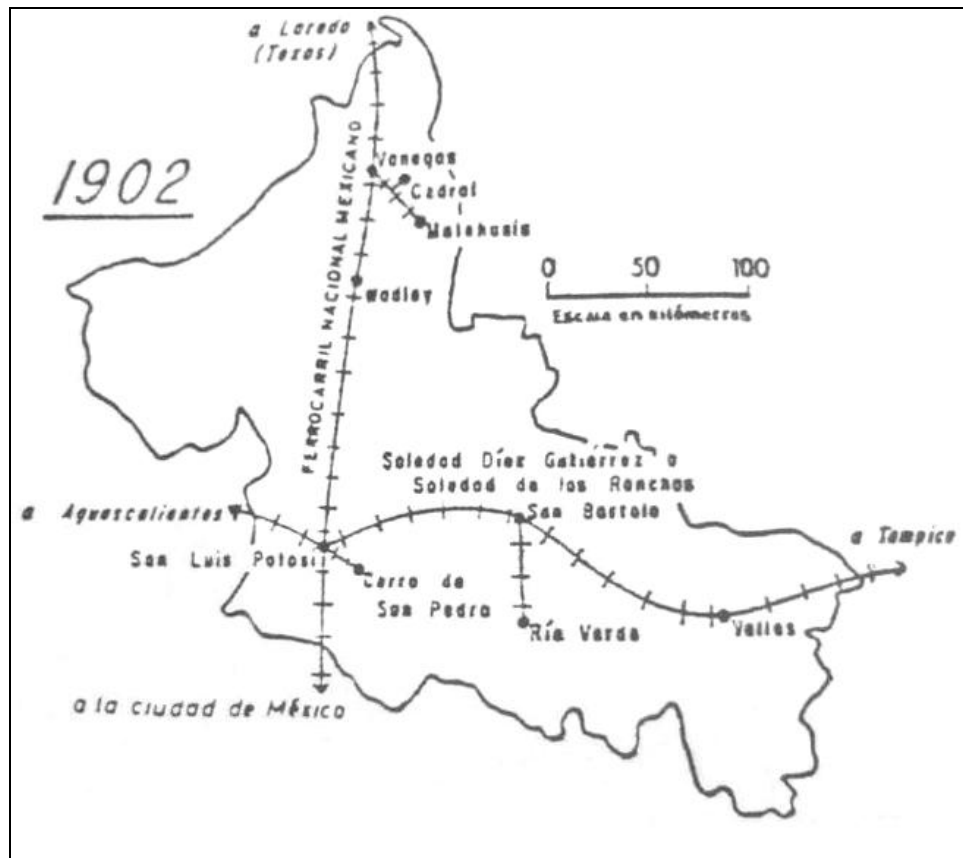 a Laredo
(Texas)
1902
FERROCARRIL NACIONAL MEXICANO
Vanegas
Cedral
Matehuala
Wadley
0 50 100
Escala en kilómetros
Soledad Díez Gutiérrez o
Soledad de los Ranchos
San Bartolo
a Aguascalientes
San Luis Potosí
Cerro de
San Pedro
a Tampico
Río Verde
Valles
a la ciudad de México